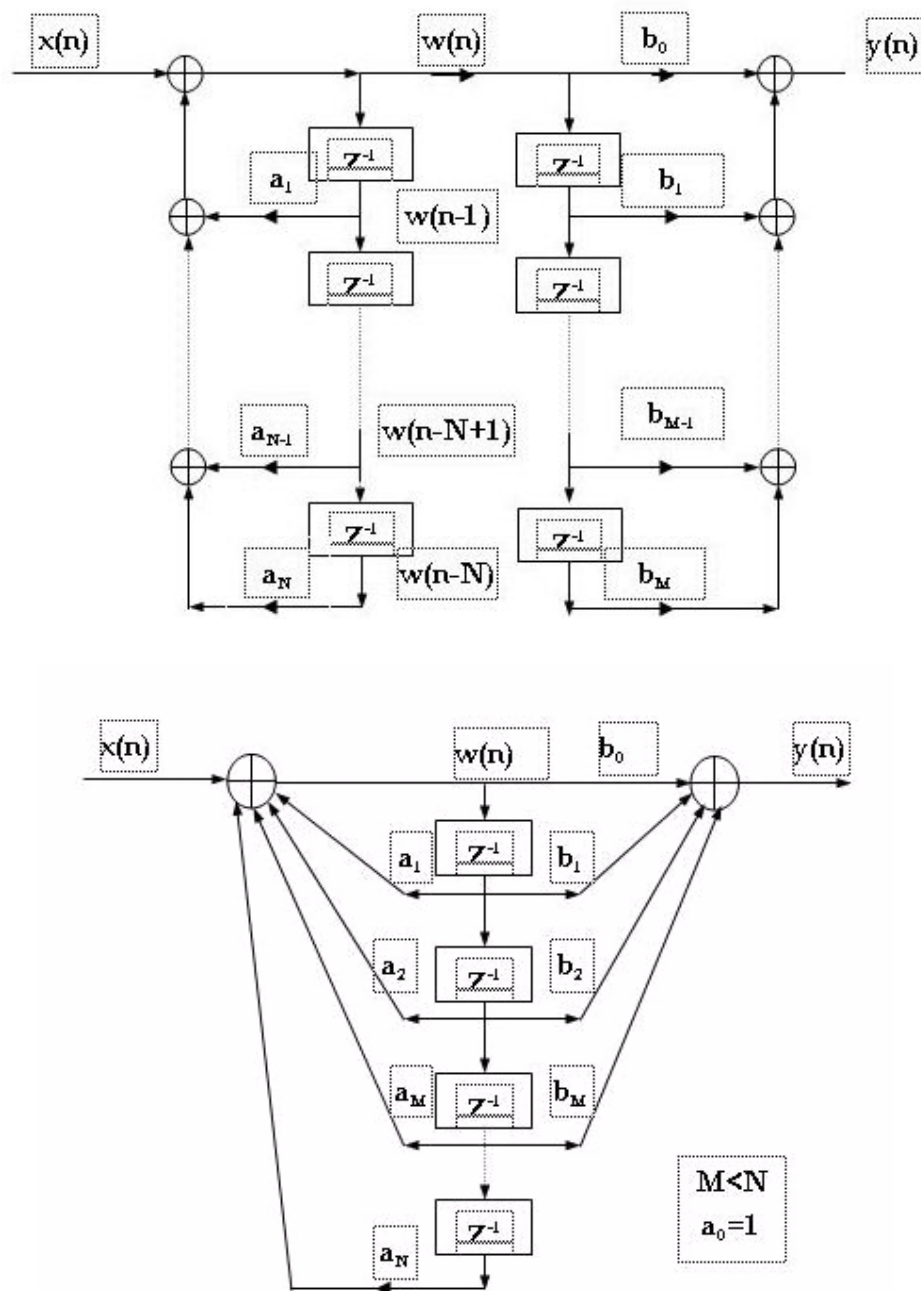 x(n) w(n) b₀ y(n)
Z⁻¹ Z⁻¹
a₁ b₁
w(n-1)
Z⁻¹ Z⁻¹
a_{N-1} w(n-N+1) b_{M-1}
Z⁻¹ Z⁻¹
a_N w(n-N) b_M
x(n) w(n) b₀ y(n)
a₁ Z⁻¹ b₁
a₂ Z⁻¹ b₂
a_M Z⁻¹ b_M
M<N
a₀=1
Z⁻¹
a_N